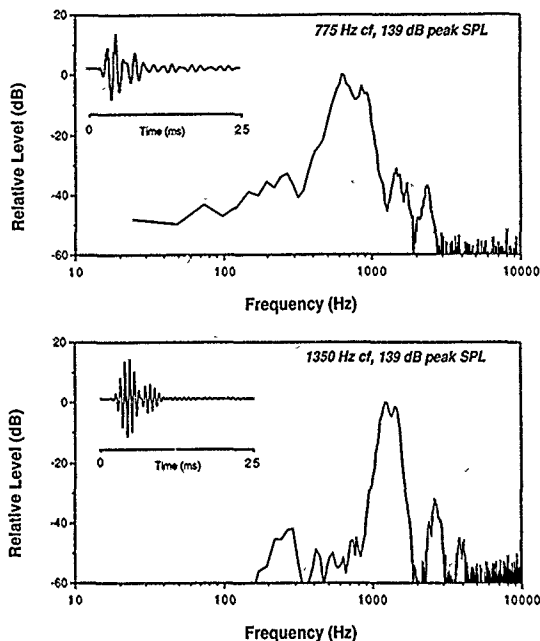 20
775 Hz cf, 139 dB peak SPL
0
0
25
Time (ms)
-20
-40
-60
Relative Level (dB)
10
100
1000
10000
Frequency (Hz)
20
1350 Hz cf, 139 dB peak SPL
0
0
25
Time (ms)
-20
-40
-60
Relative Level (dB)
10
100
1000
10000
Frequency (Hz)